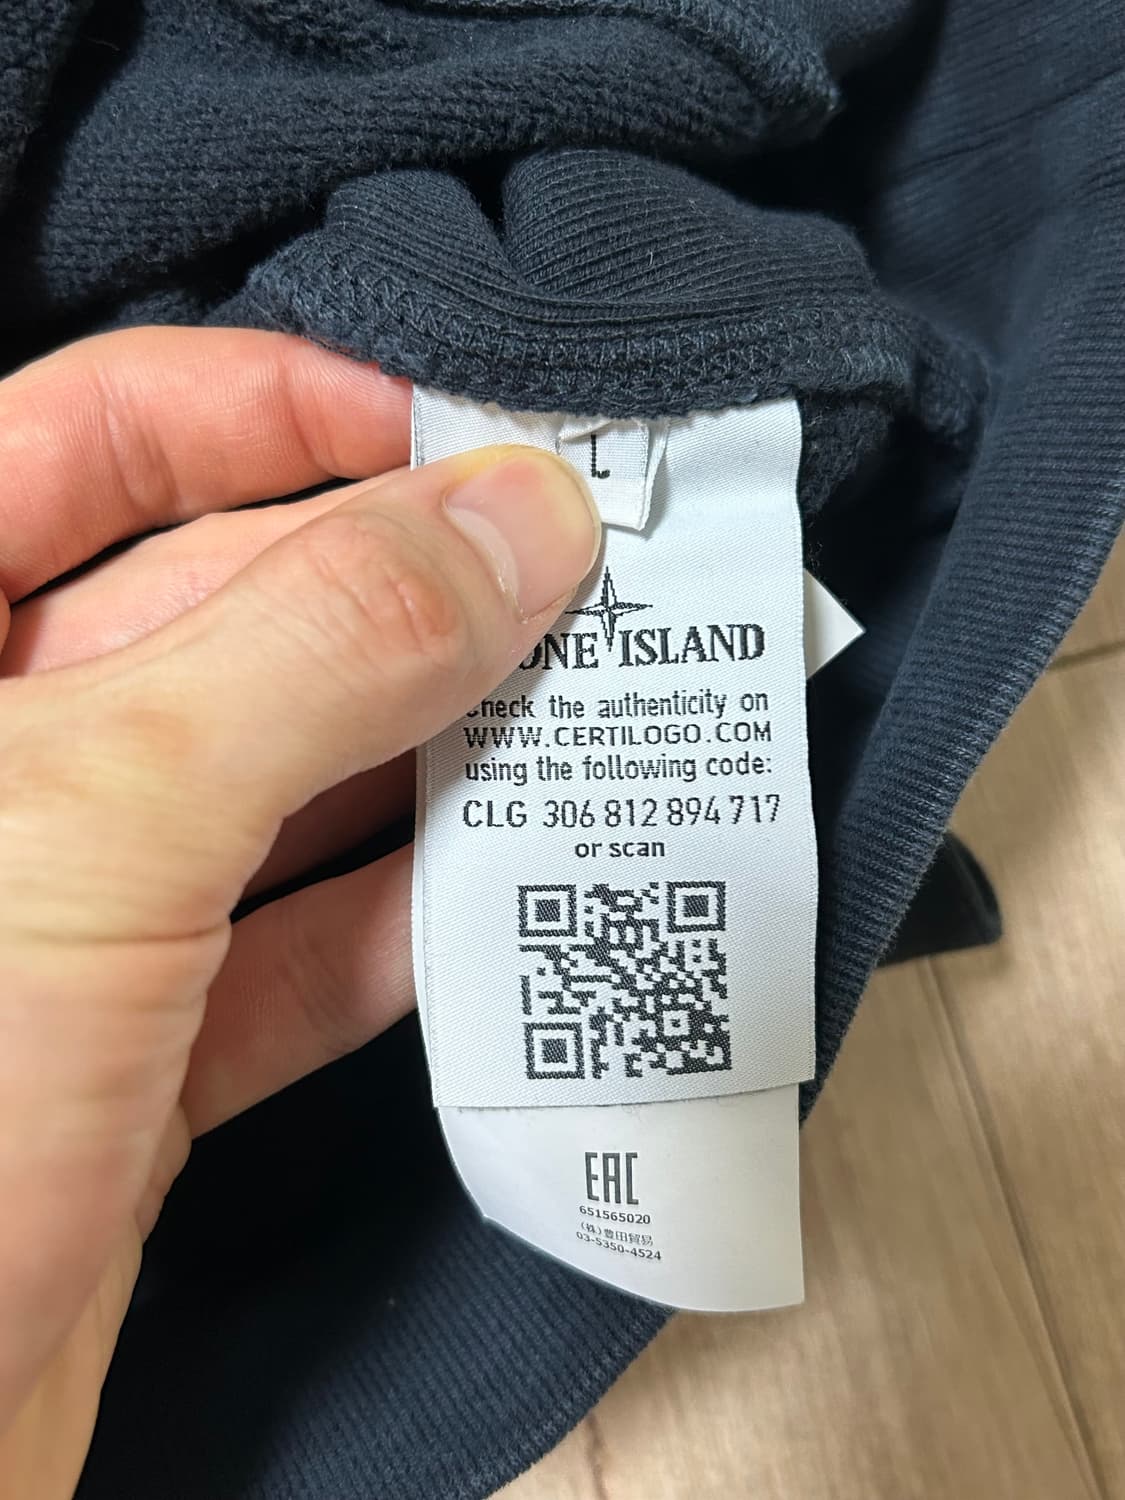 L
ONE ISLAND
check the authenticity on
WWW.CERTILOGO.COM
using the following code:
CLG 306 812 894 717
or scan
EAC
651565020
(株)豊田貿易
03-5350-4524